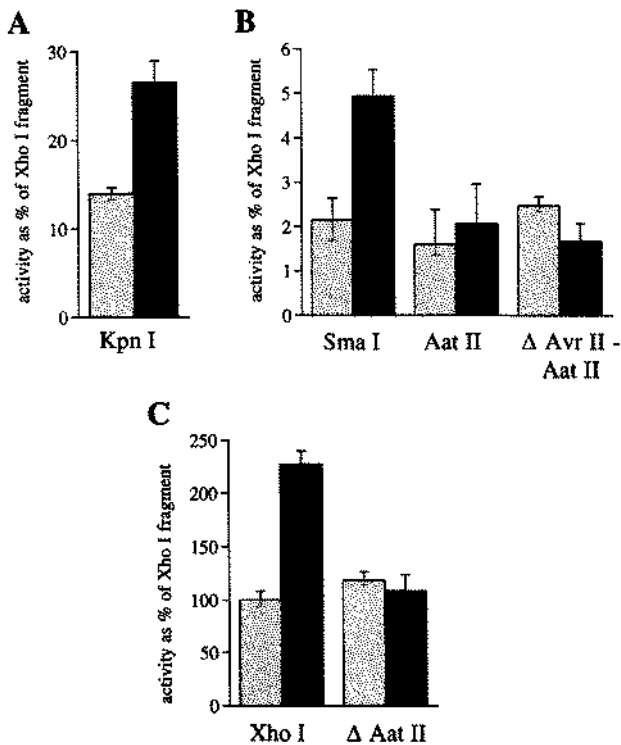 A
B
activity as % of Xho I fragment
30
20
10
0
Kpn I
activity as % of Xho I fragment
6
5
4
3
2
1
0
Sma I
Aat II
Δ Avr II -
Aat II
C
activity as % of Xho I fragment
250
200
150
100
50
0
Xho I
Δ Aat II